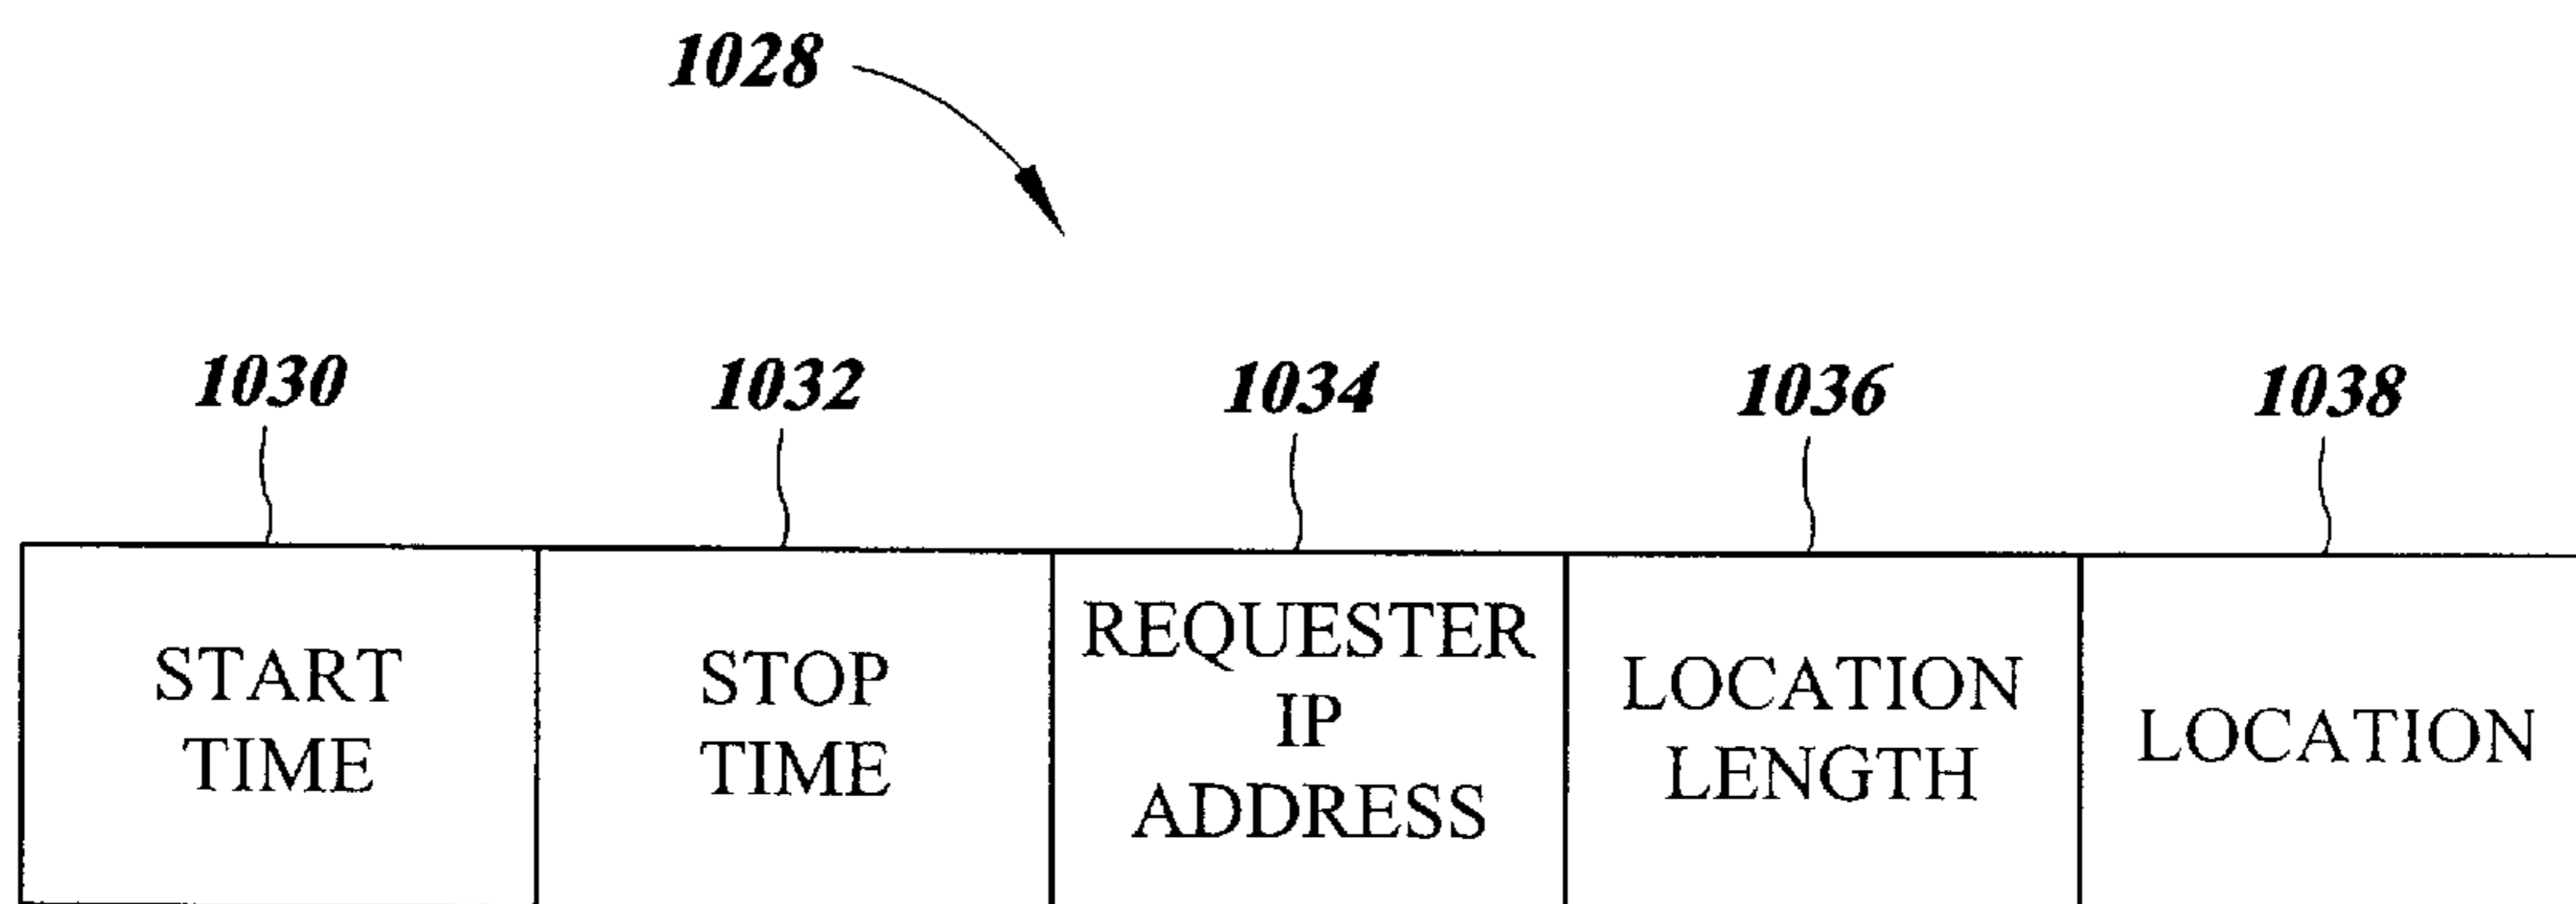 1028
1030 1032 1034 1036 1038
START
TIME
STOP
TIME
REQUESTER
IP
ADDRESS
LOCATION
LENGTH
LOCATION